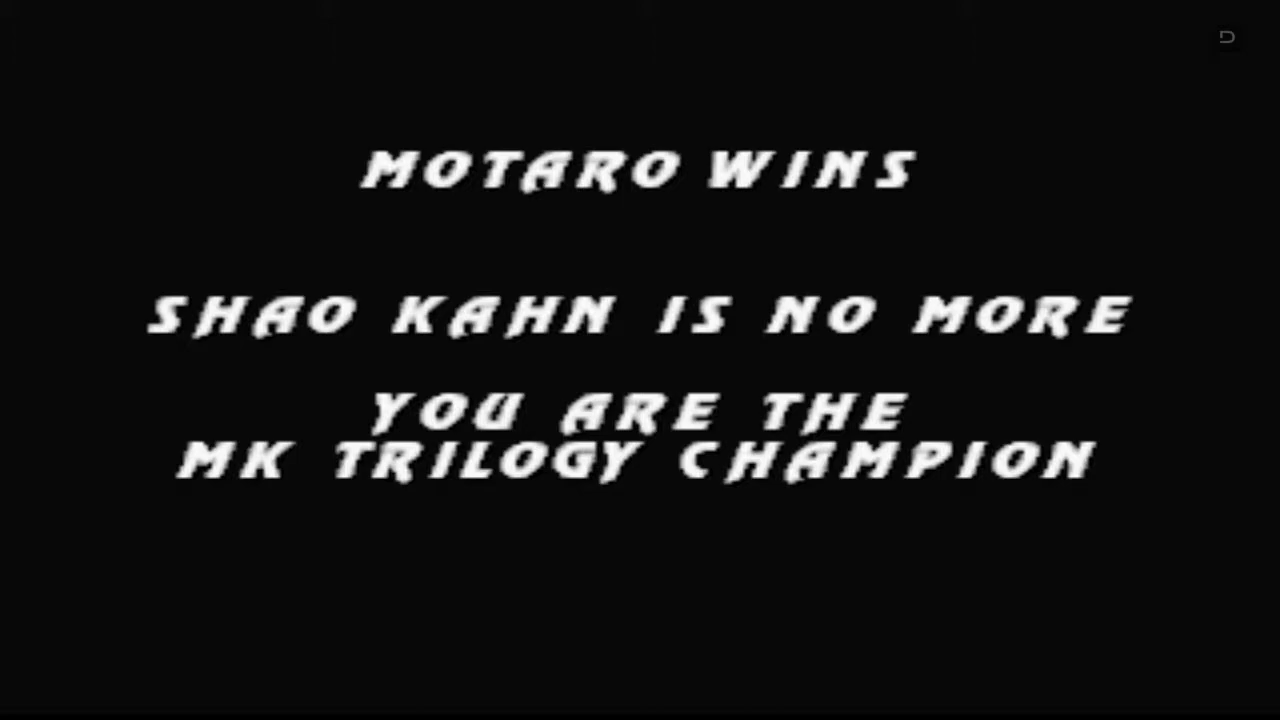 MOTARO WINS
SHAO KAHN IS NO MORE
YOU ARE THE
MK TRILOGY CHAMPION